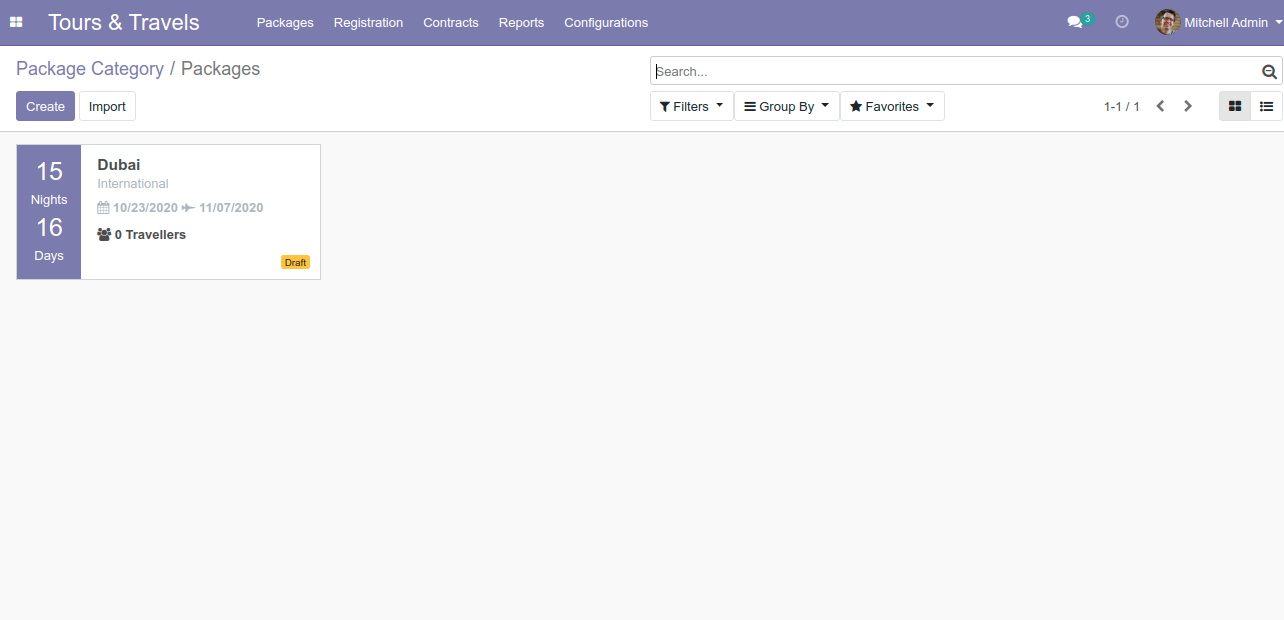 Tours & Travels Packages Registration Contracts Reports Configurations 3 Mitchell Admin
Package Category / Packages
Search...
Create Import
Filters Group By Favorites 1-1 / 1
15
Nights
16
Days
Dubai
International
10/23/2020 11/07/2020
0 Travellers
Draft